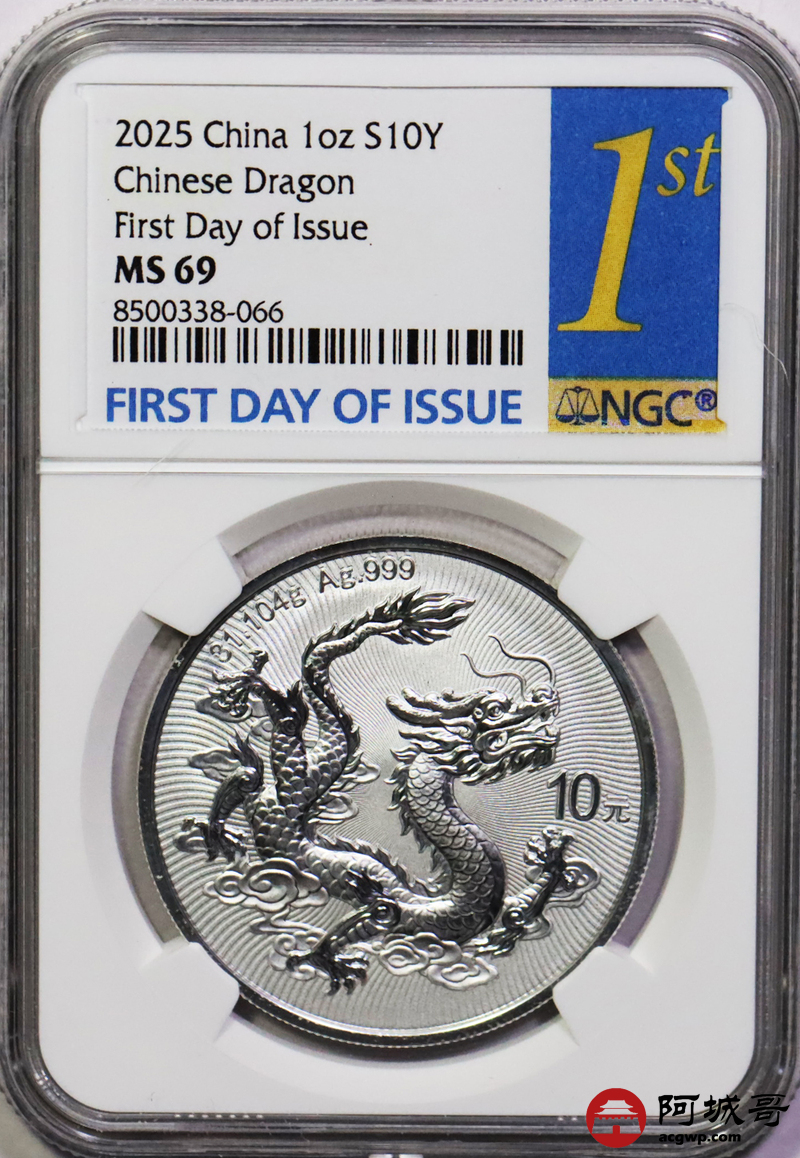 2025 China 1oz S10Y
Chinese Dragon
First Day of Issue
MS 69
8500338-066
FIRST DAY OF ISSUE
1st
NGC®
31.104g Ag.999
10元
阿城哥
acgwp.com